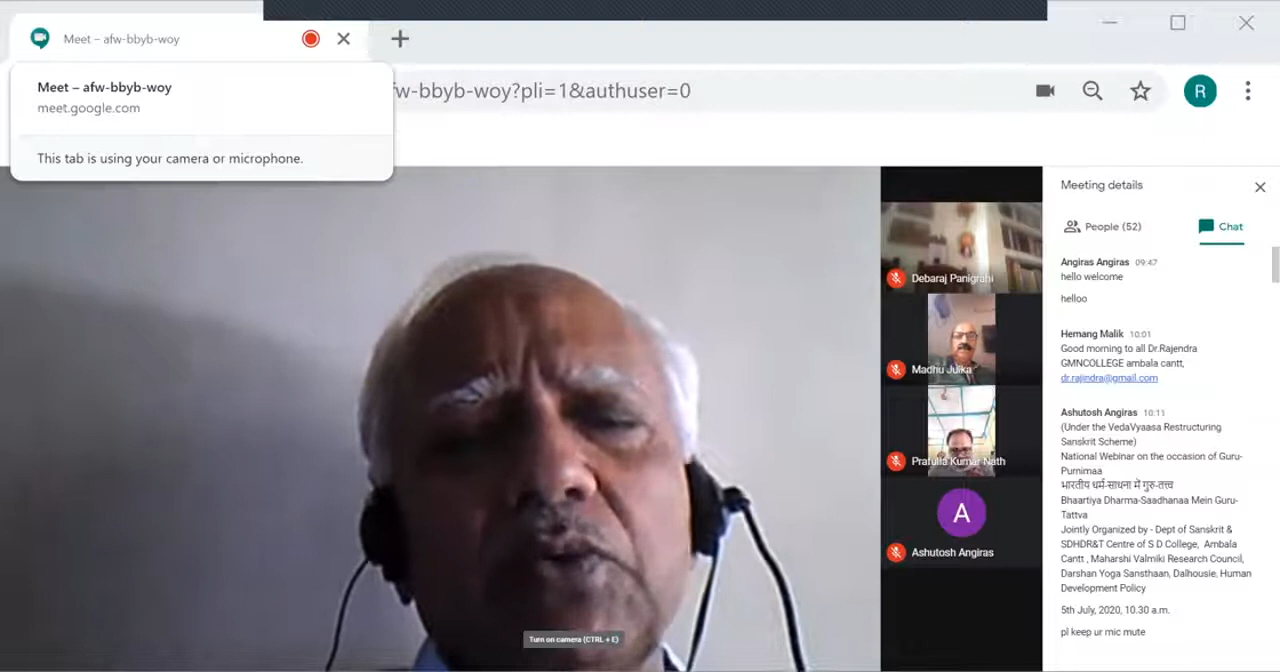 Meet – afw-bbyb-woy
Meet – afw-bbyb-woy
meet.google.com
This tab is using your camera or microphone.
fw-bbyb-woy?pli=1&authuser=0
R
Debaraj Panigrahi
Madhu Julka
Prafulla Kumar Nath
A
Ashutosh Angiras
Turn on camera (CTRL + E)
Meeting details
People (52)
Chat
Angiras Angiras 09:47
hello welcome
helloo
Hemang Malik 10:01
Good morning to all Dr.Rajendra
GMNCOLLEGE ambala cantt,
dr.rajindra@gmail.com
Ashutosh Angiras 10:11
(Under the VedaVyaasa Restructuring
Sanskrit Scheme)
National Webinar on the occasion of Guru-
Purnimaa
भारतीय धर्म-साधना में गुरु-तत्त्व
Bhaartiya Dharma-Saadhanaa Mein Guru-
Tattva
Jointly Organized by - Dept of Sanskrit &
SDHDR&T Centre of S D College, Ambala
Cantt , Maharshi Valmiki Research Council,
Darshan Yoga Sansthaan, Dalhousie, Human
Development Policy
5th July, 2020, 10.30 a.m.
pl keep ur mic mute